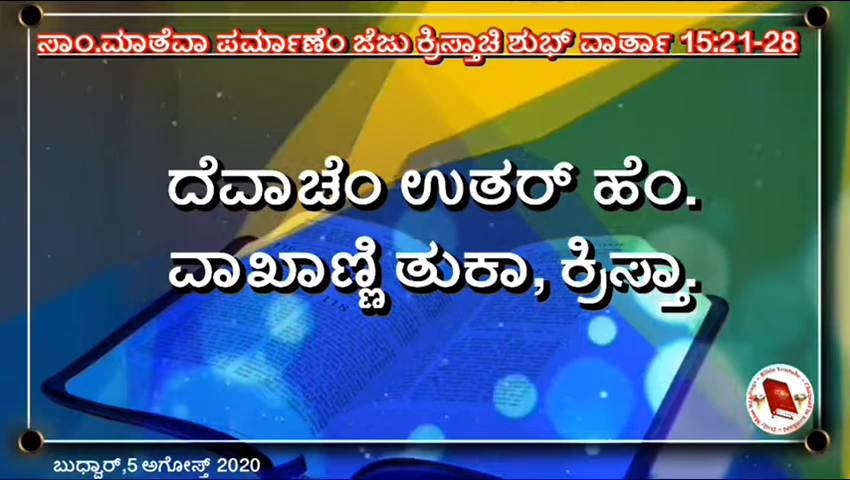 ಸಾಂ.ಮಾತೆವಾ ಪರ್ಮಾಣೆಂ ಜೆಜು ಕ್ರಿಸ್ತಾಚಿ ಶುಭ್ ವಾರ್ತಾ 15:21-28
ದೆವಾಚೆಂ ಉತರ್ ಹೆಂ.
ವಾಖಾಣ್ಣಿ ತುಕಾ, ಕ್ರಿಸ್ತಾ.
ಬುಧ್ವಾರ್,5 ಅಗೋಸ್ತ್ 2020